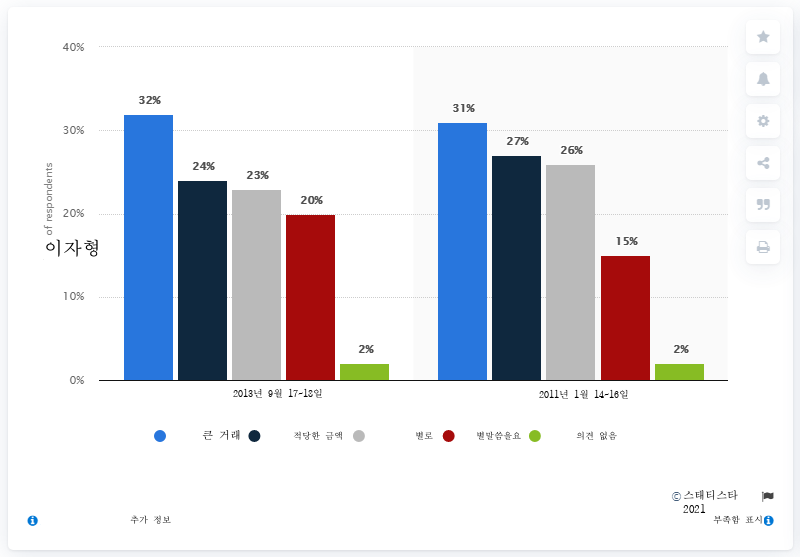 40%
30%
20%
10%
0%
of respondents
이자형
32%
24%
23%
20%
2%
31%
27%
26%
15%
2%
2013년 9월 17-18일
2011년 1월 14-16일
큰 거래
적당한 금액
별로
별말씀을요
의견 없음
© 스태티스타
2021
추가 정보
부족함 표시